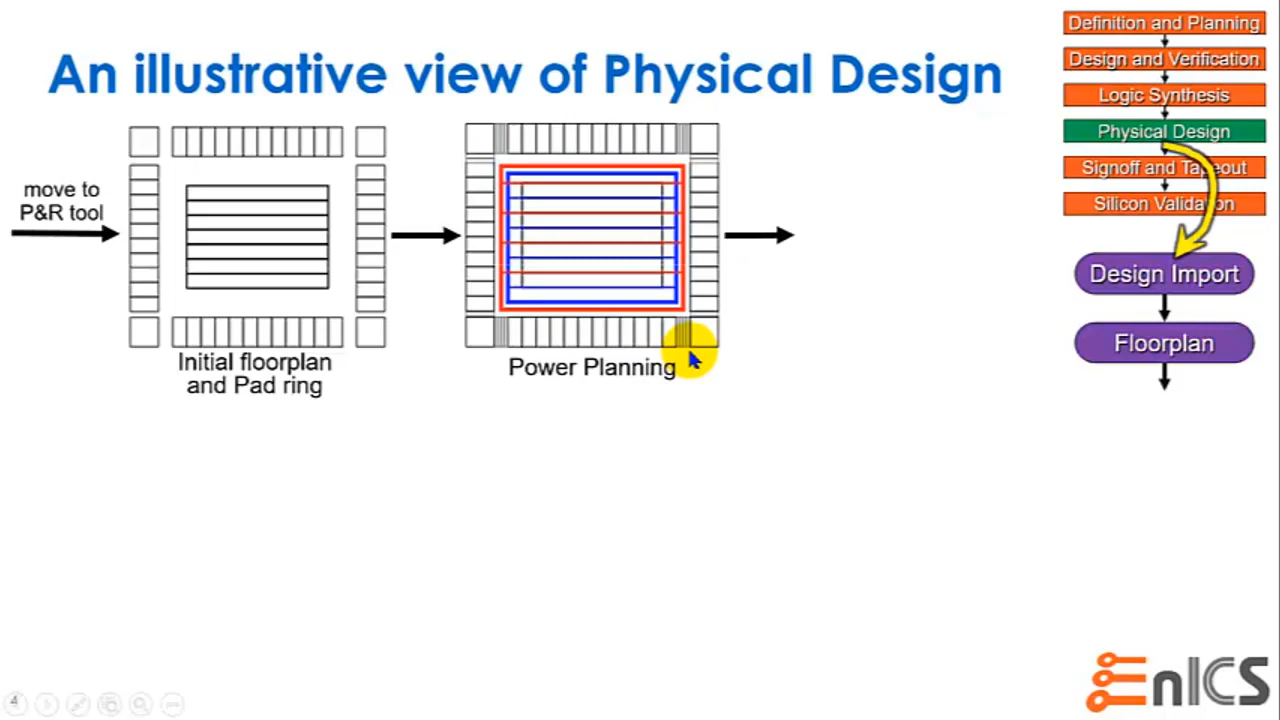 An illustrative view of Physical Design
move to
P&R tool
Initial floorplan
and Pad ring
Power Planning
Definition and Planning
Design and Verification
Logic Synthesis
Physical Design
Signoff and Tapeout
Silicon Validation
Design Import
Floorplan
4
EnICS